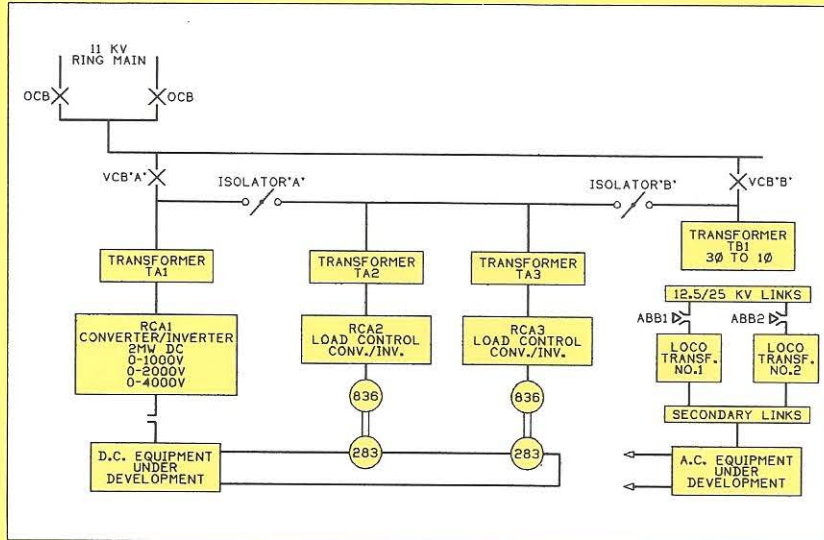 11 KV
RING MAIN
OCB
OCB
VCB'A'
ISOLATOR'A'
ISOLATOR'B'
VCB'B'
TRANSFORMER
TA1
TRANSFORMER
TA2
TRANSFORMER
TA3
TRANSFORMER
TB1
3Ø TO 1Ø
12.5/25 KV LINKS
ABB1
ABB2
RCA1
CONVERTER/INVERTER
2MW DC
0-1000V
0-2000V
0-4000V
RCA2
LOAD CONTROL
CONV./INV.
RCA3
LOAD CONTROL
CONV./INV.
LOCO
TRANSF.
NO.1
LOCO
TRANSF.
NO.2
836
836
SECONDARY LINKS
D.C. EQUIPMENT
UNDER
DEVELOPMENT
283
283
A.C. EQUIPMENT
UNDER
DEVELOPMENT